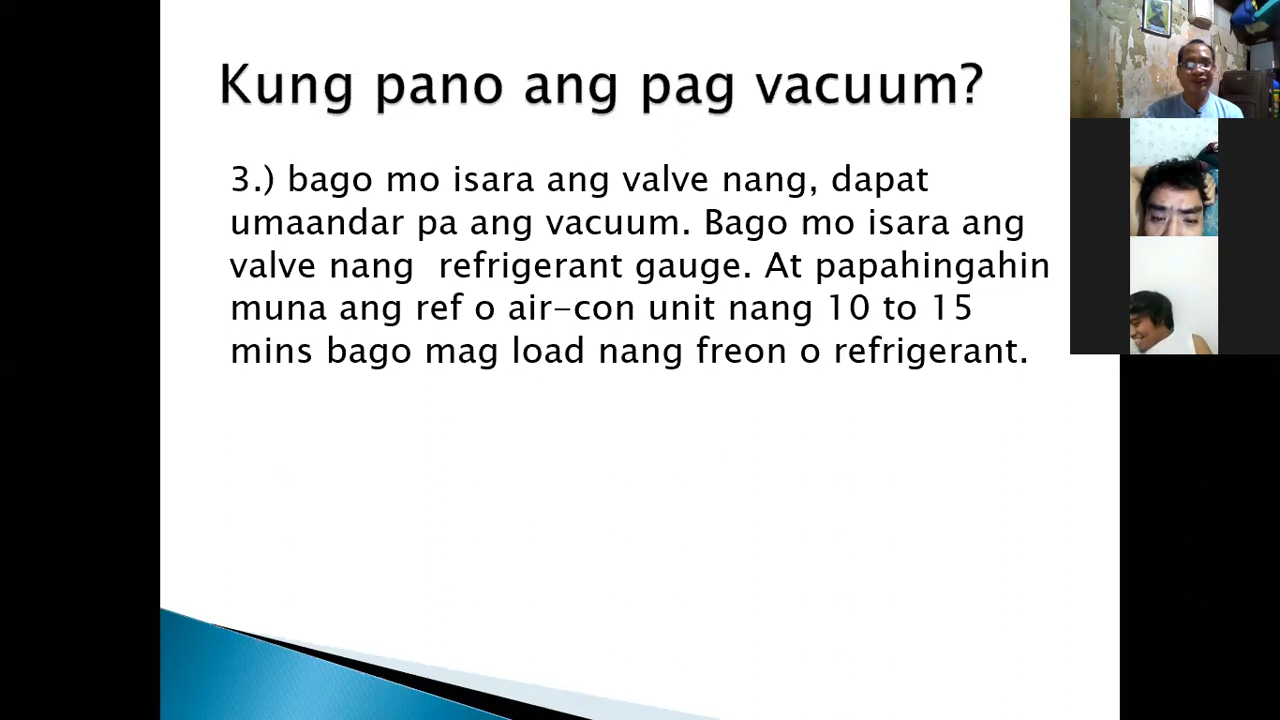 Kung pano ang pag vacuum?
3.) bago mo isara ang valve nang, dapat
umaandar pa ang vacuum. Bago mo isara ang
valve nang  refrigerant gauge. At papahingahin
muna ang ref o air-con unit nang 10 to 15
mins bago mag load nang freon o refrigerant.